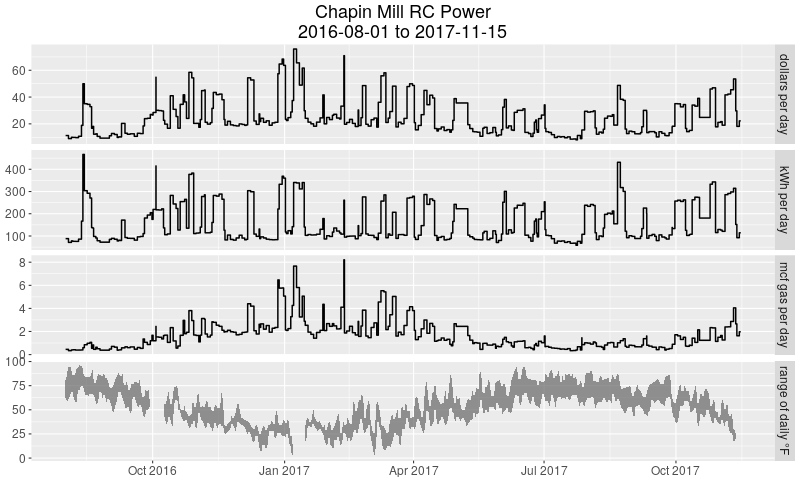 Chapin Mill RC Power
2016-08-01 to 2017-11-15
60
40
20
dollars per day
400
300
200
100
kWh per day
8
6
4
2
0
mcf gas per day
100
75
50
25
0
range of daily °F
Oct 2016
Jan 2017
Apr 2017
Jul 2017
Oct 2017